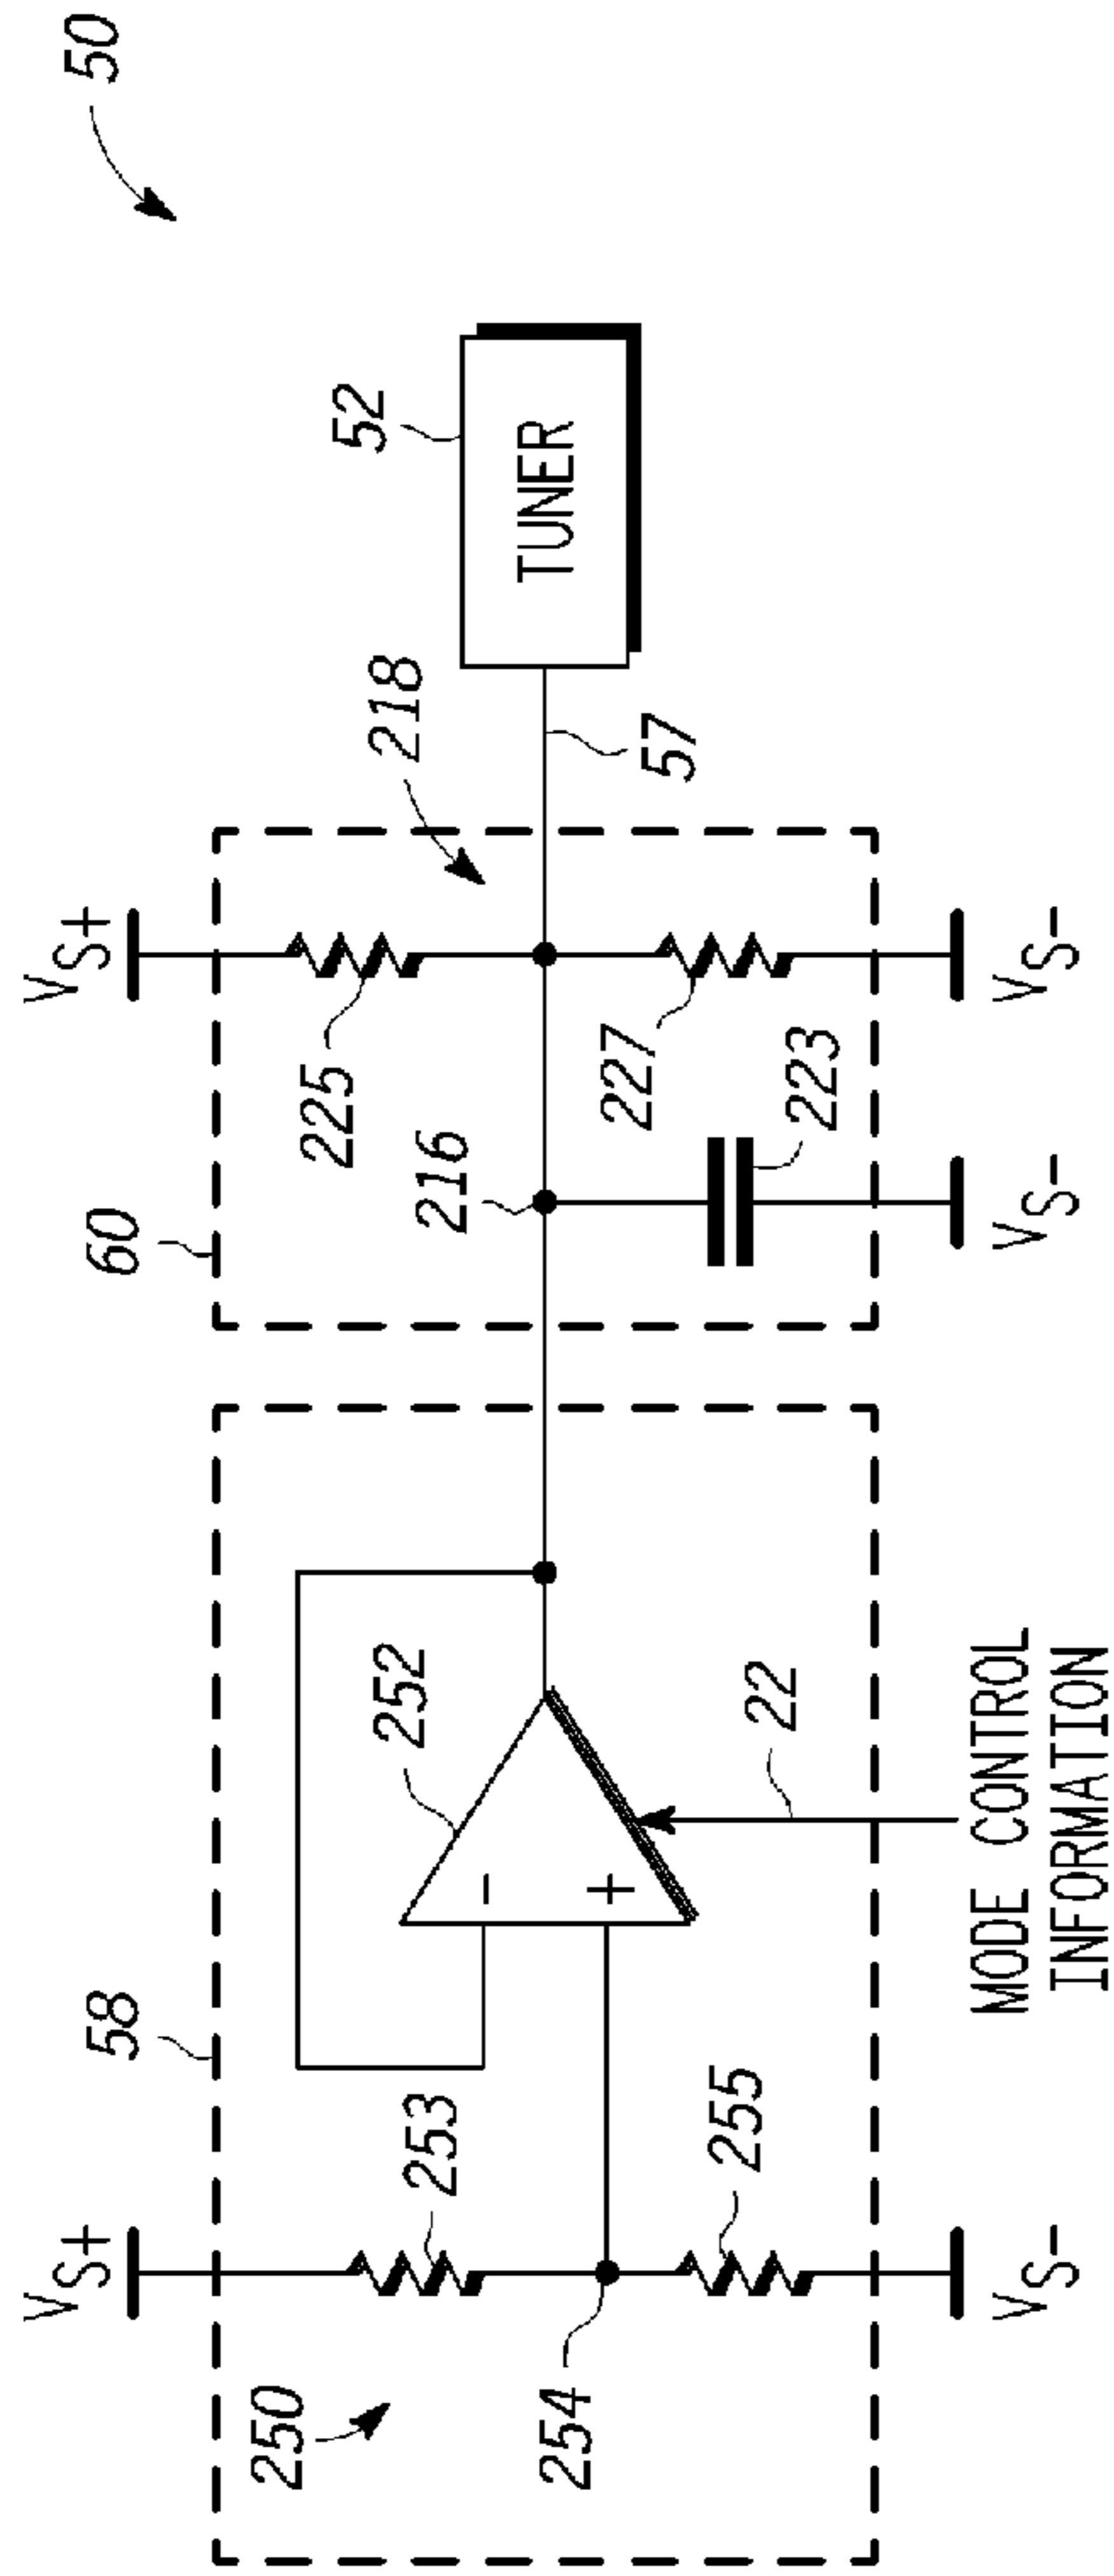 50
VS+
VS+
58
60
250
253
252
225
218
52
216
TUNER
254
255
22
227
223
57
VS-
MODE CONTROL
INFORMATION
VS-
VS-
-
+